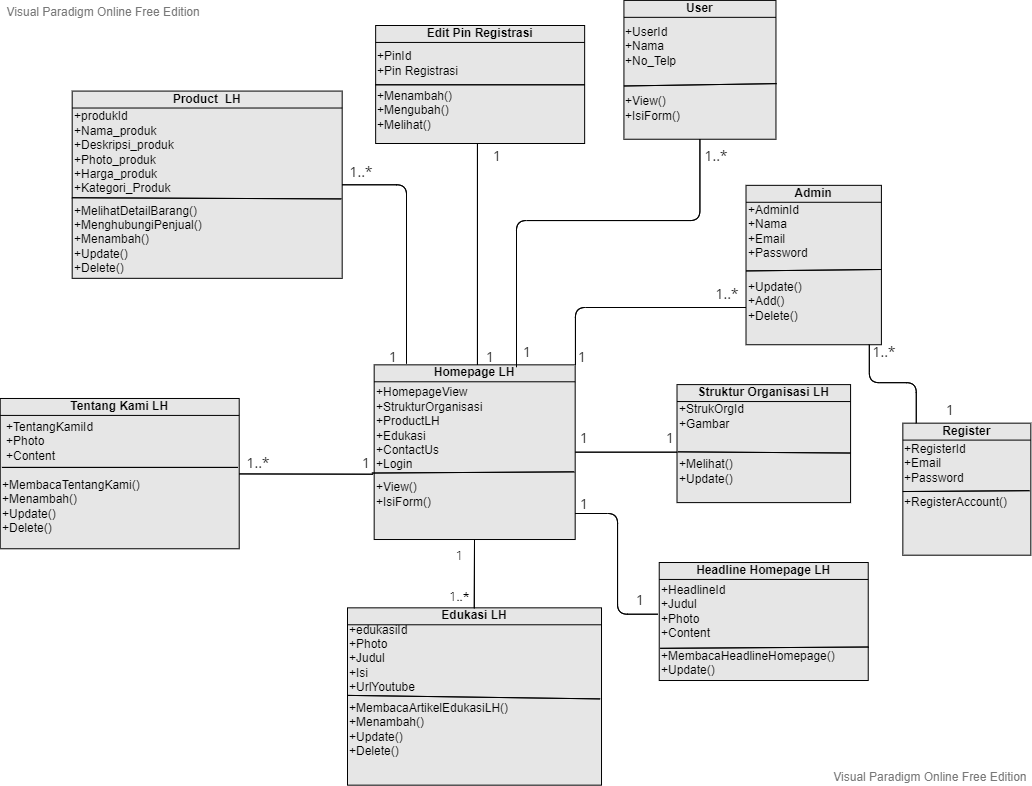 Visual Paradigm Online Free Edition
User
+UserId
+Nama
+No_Telp
+View()
+IsiForm()
Edit Pin Registrasi
+PinId
+Pin Registrasi
+Menambah()
+Mengubah()
+Melihat()
Product LH
+produkId
+Nama_produk
+Deskripsi_produk
+Photo_produk
+Harga_produk
+Kategori_Produk
+MelihatDetailBarang()
+MenghubungiPenjual()
+Menambah()
+Update()
+Delete()
1..*
1
1..*
Admin
+AdminId
+Nama
+Email
+Password
+Update()
+Add()
+Delete()
1..*
1..*
1
1
1
1
Homepage LH
+HomepageView
+StrukturOrganisasi
+ProductLH
+Edukasi
+ContactUs
+Login
+View()
+IsiForm()
Tentang Kami LH
+TentangKamiId
+Photo
+Content
+MembacaTentangKami()
+Menambah()
+Update()
+Delete()
1..*
1
1
1
Struktur Organisasi LH
+StrukOrgId
+Gambar
+Melihat()
+Update()
1
Register
+RegisterId
+Email
+Password
+RegisterAccount()
1
1
Headline Homepage LH
+HeadlineId
+Judul
+Photo
+Content
+MembacaHeadlineHomepage()
+Update()
1
1..*
Edukasi LH
+edukasiId
+Photo
+Judul
+Isi
+UrlYoutube
+MembacaArtikelEdukasiLH()
+Menambah()
+Update()
+Delete()
Visual Paradigm Online Free Edition